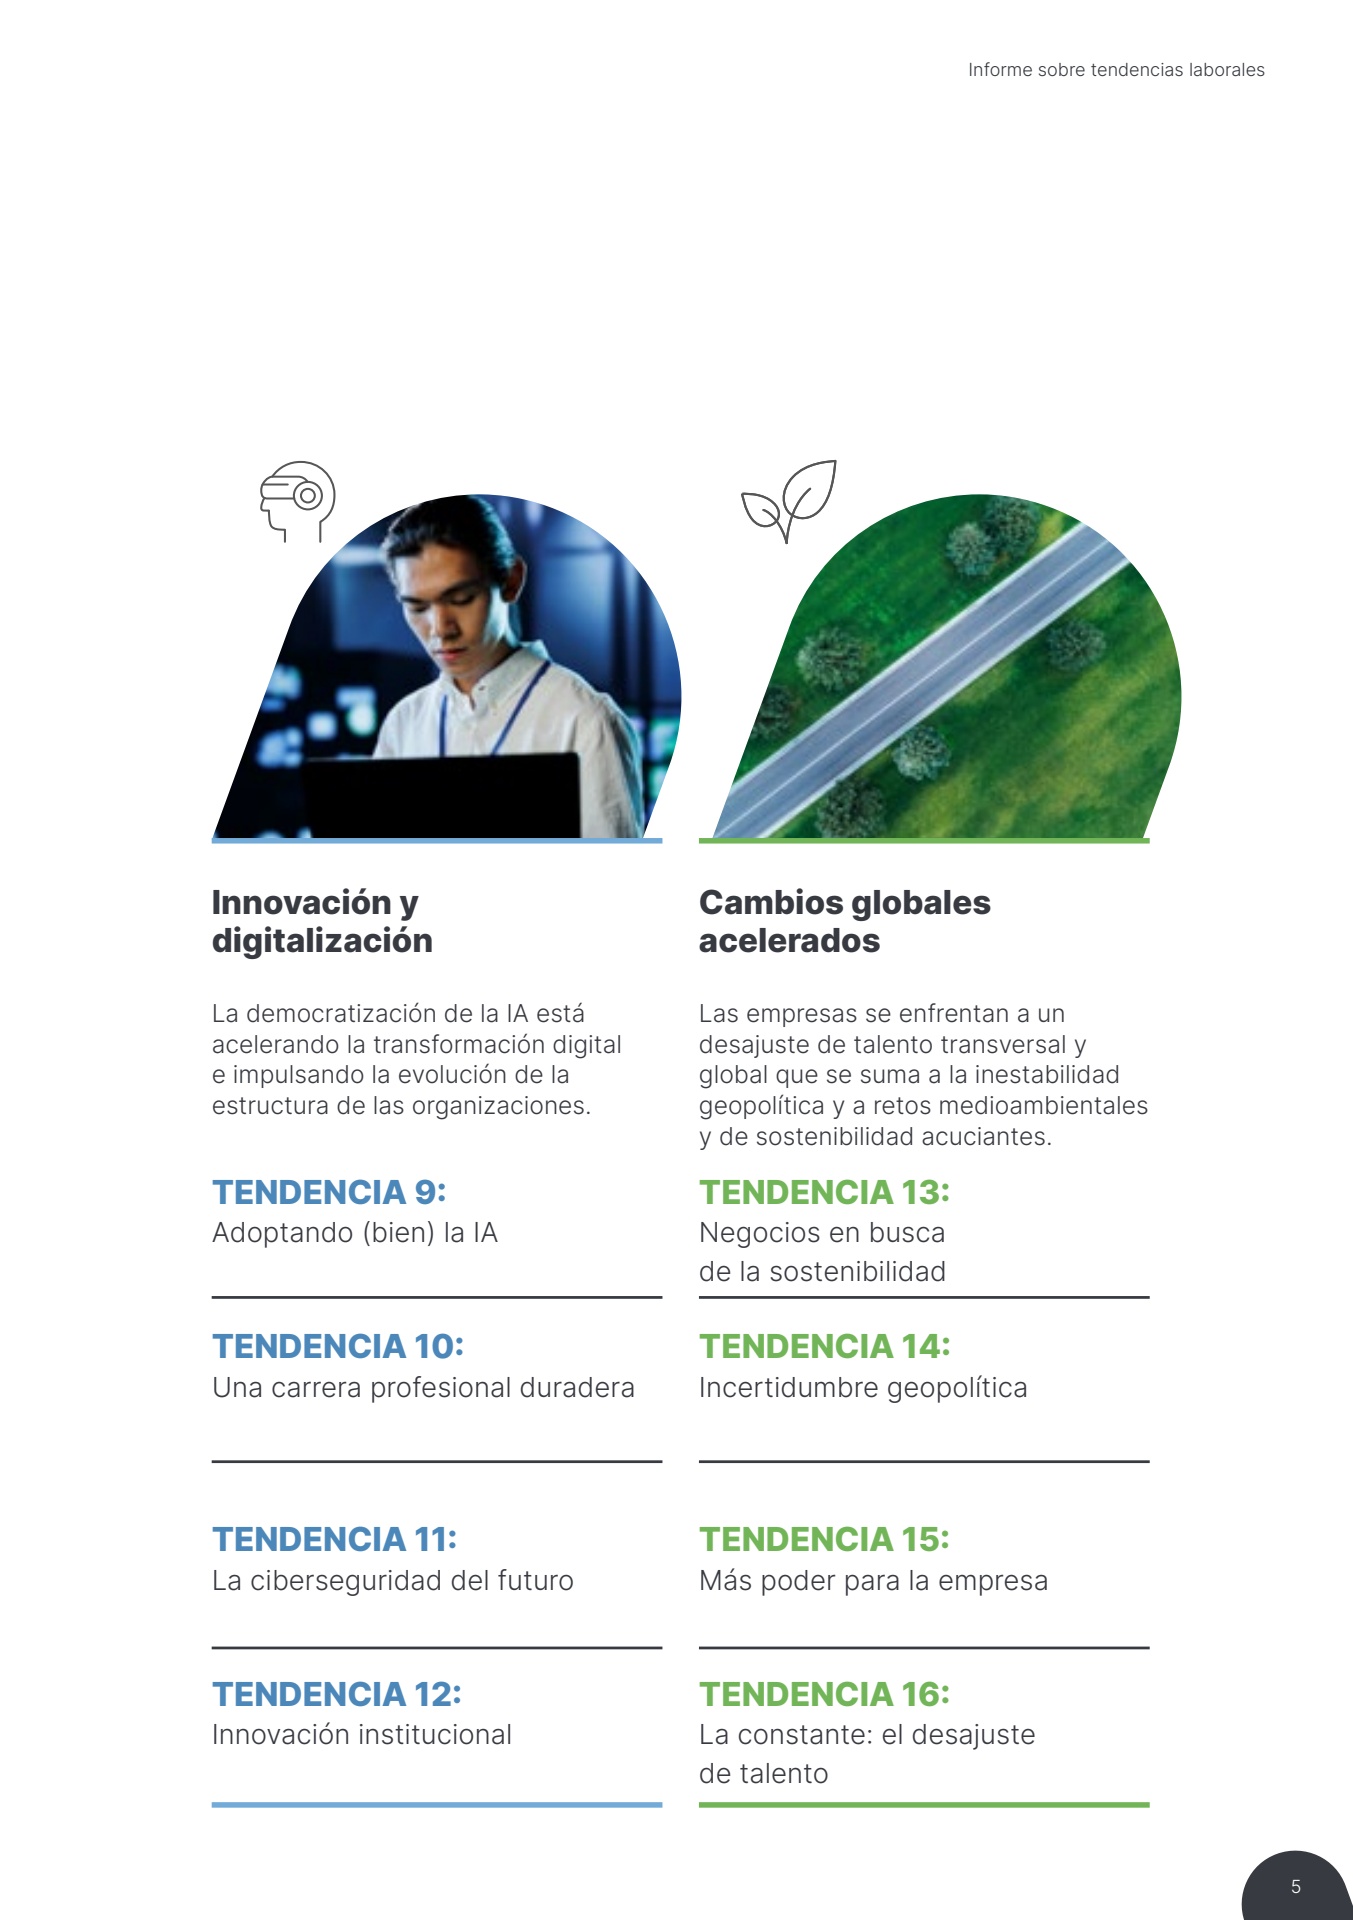 Informe sobre tendencias laborales
Innovación y
digitalización
La democratización de la IA está
acelerando la transformación digital
e impulsando la evolución de la
estructura de las organizaciones.
TENDENCIA 9:
Adoptando (bien) la IA
TENDENCIA 10:
Una carrera profesional duradera
TENDENCIA 11:
La ciberseguridad del futuro
TENDENCIA 12:
Innovación institucional
Cambios globales
acelerados
Las empresas se enfrentan a un
desajuste de talento transversal y
global que se suma a la inestabilidad
geopolítica y a retos medioambientales
y de sostenibilidad acuciantes.
TENDENCIA 13:
Negocios en busca
de la sostenibilidad
TENDENCIA 14:
Incertidumbre geopolítica
TENDENCIA 15:
Más poder para la empresa
TENDENCIA 16:
La constante: el desajuste
de talento
5